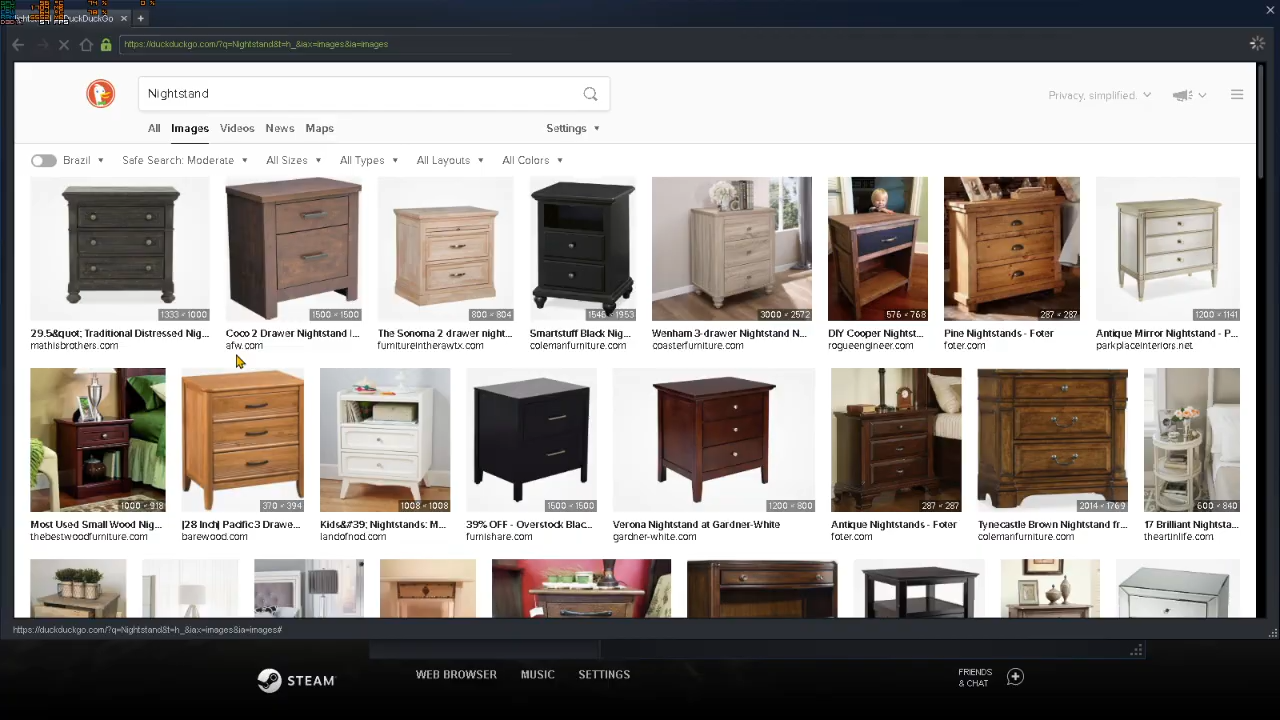 DuckDuckGo
https://duckduckgo.com/?q=Nightstand&t=h_&iax=images&ia=images
Nightstand
Privacy, simplified.
All Images Videos News Maps Settings
Brazil Safe Search: Moderate All Sizes All Types All Layouts All Colors
1333 × 1000 1500 × 1500 804 × 804 1546 × 1953 3000 × 2572 576 × 768 287 × 287 1200 × 1141
29.5&quot; Traditional Distressed Nig... Coco 2 Drawer Nightstand I... The Sonoma 2 drawer night... Smartstuff Black Nig... Wenham 3-drawer Nightstand N... DIY Cooper Nightst... Pine Nightstands - Foter Antique Mirror Nightstand - P...
mathisbrothers.com afw.com furnitureintherawtx.com colemanfurniture.com coasterfurniture.com rogueengineer.com foter.com parkplaceinteriors.net
1000 × 918 370 × 394 1008 × 1008 1500 × 1500 1200 × 800 287 × 287 2014 × 1769 600 × 840
Most Used Small Wood Nig... |28 Inch| Pacific 3 Drawe... Kids&#39; Nightstands: M... 39% OFF - Overstock Blac... Verona Nightstand at Gardner-White Antique Nightstands - Foter Tynecastle Brown Nightstand fr... 17 Brilliant Nightsta...
thebestwoodfurniture.com barewood.com landofnod.com furnishare.com gardner-white.com foter.com colemanfurniture.com theartinlife.com
https://duckduckgo.com/?q=Nightstand&t=h_&iax=images&ia=images#
STEAM WEB BROWSER MUSIC SETTINGS FRIENDS
& CHAT